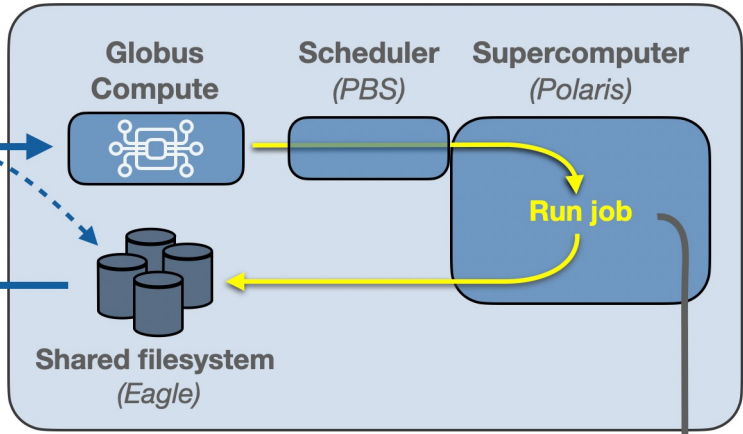 Globus
Compute
Scheduler
(PBS)
Supercomputer
(Polaris)
Run job
Shared filesystem
(Eagle)